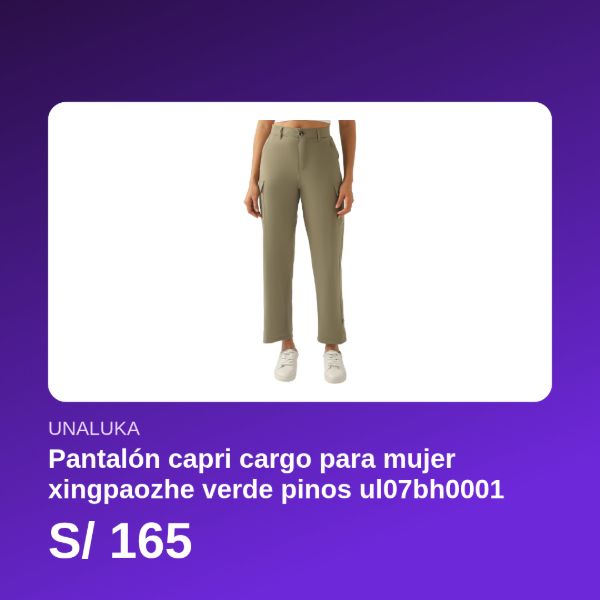 UNALUKA
Pantalón capri cargo para mujer
xingpaozhe verde pinos ul07bh0001
S/ 165